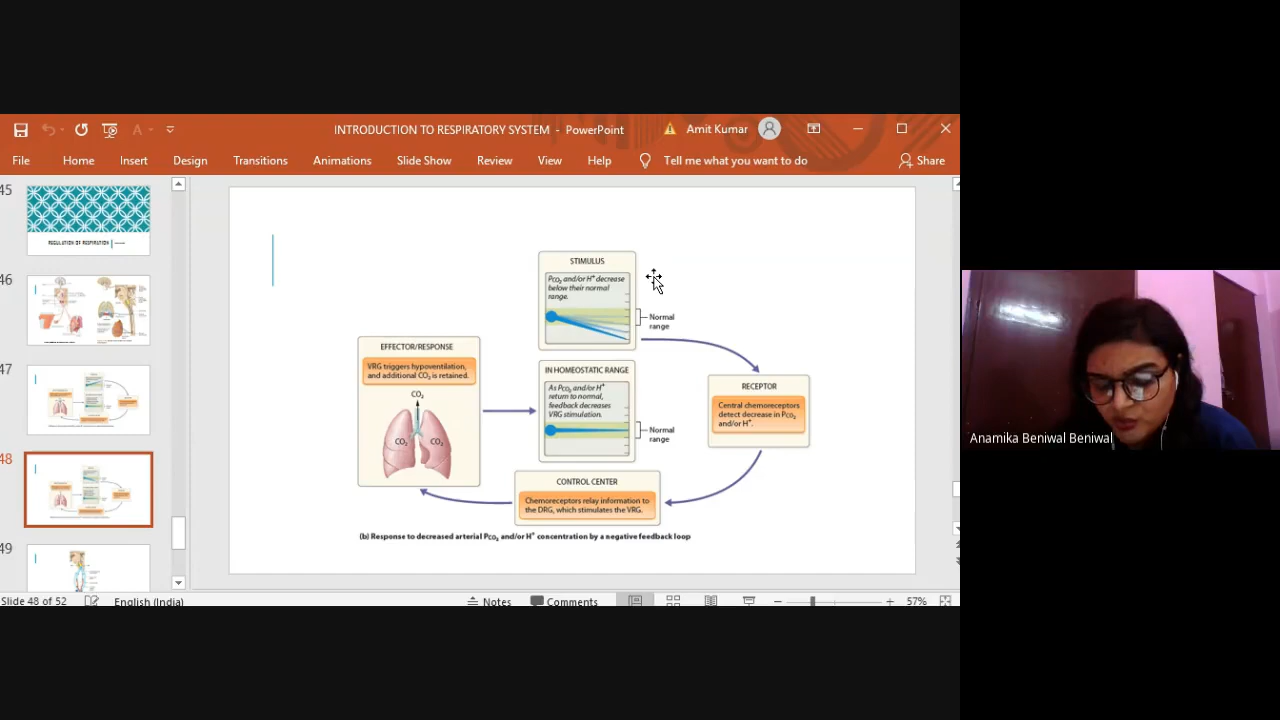 INTRODUCTION TO RESPIRATORY SYSTEM - PowerPoint
Amit Kumar
File Home Insert Design Transitions Animations Slide Show Review View Help Tell me what you want to do Share
45
REGULATION OF RESPIRATION
46
47
48
49
STIMULUS
PCO2 and/or H+ decrease
below their normal
range.
Normal
range
EFFECTOR/RESPONSE
VRG triggers hypoventilation,
and additional CO2 is retained.
CO2
CO2 CO2
IN HOMEOSTATIC RANGE
As PCO2 and/or H+
return to normal,
feedback decreases
VRG stimulation.
Normal
range
RECEPTOR
Central chemoreceptors
detect decrease in PCO2
and/or H+.
CONTROL CENTER
Chemoreceptors relay information to
the DRG, which stimulates the VRG.
(b) Response to decreased arterial PCO2 and/or H+ concentration by a negative feedback loop
Slide 48 of 52 English (India) Notes Comments 57%
Anamika Beniwal Beniwal